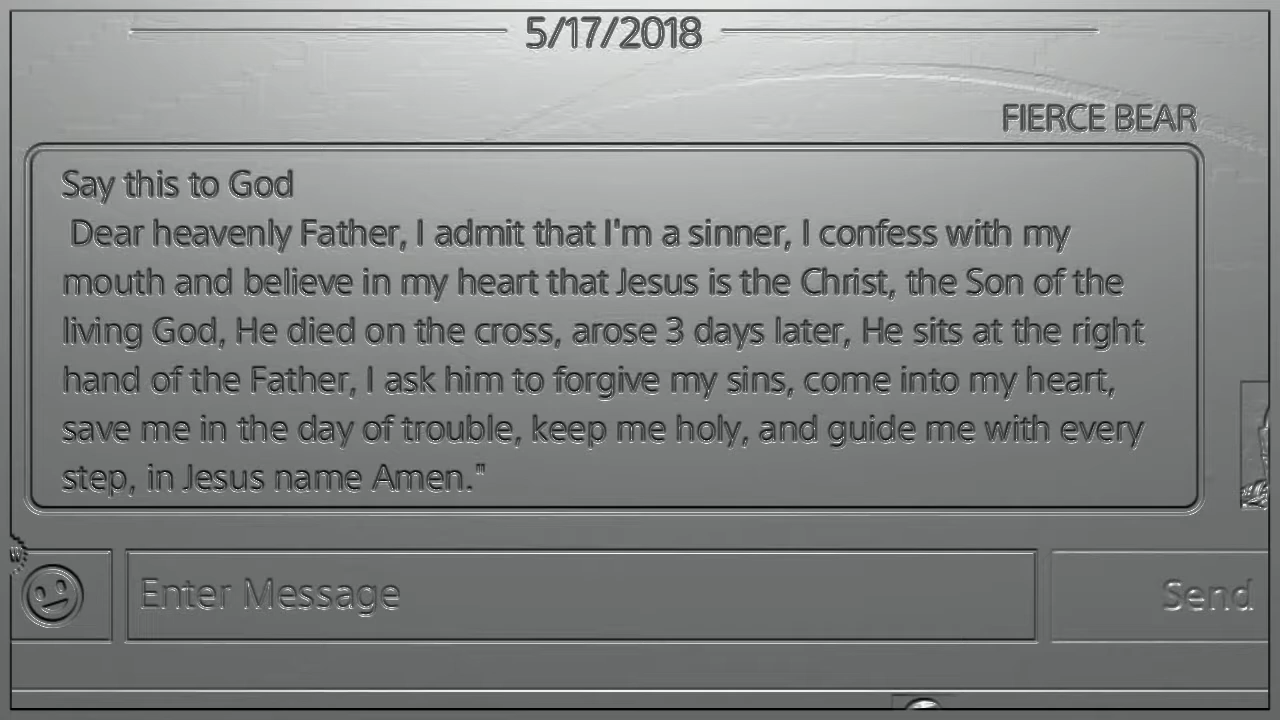 5/17/2018
FIERCE BEAR
Say this to God
Dear heavenly Father, I admit that I'm a sinner, I confess with my
mouth and believe in my heart that Jesus is the Christ, the Son of the
living God, He died on the cross, arose 3 days later, He sits at the right
hand of the Father, I ask him to forgive my sins, come into my heart,
save me in the day of trouble, keep me holy, and guide me with every
step, in Jesus name Amen."
Enter Message
Send